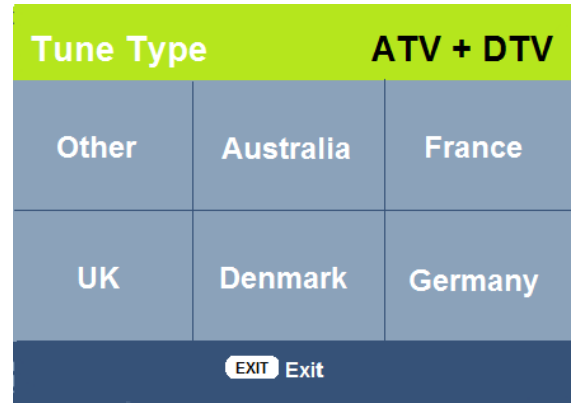 Tune Type ATV + DTV
Other Australia France
UK Denmark Germany
EXIT Exit